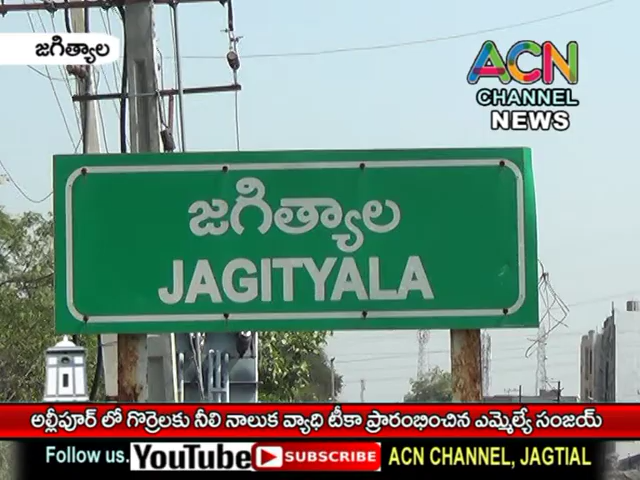 జగిత్యాల
ACN
CHANNEL
NEWS
జగిత్యాల
JAGITYALA
అల్లీపూర్ లో గొర్రెలకు నీలి నాలుక వ్యాధి టీకా ప్రారంభించిన ఎమ్మెల్యే సంజయ్
Follow us. YouTube SUBSCRIBE ACN CHANNEL, JAGTIAL